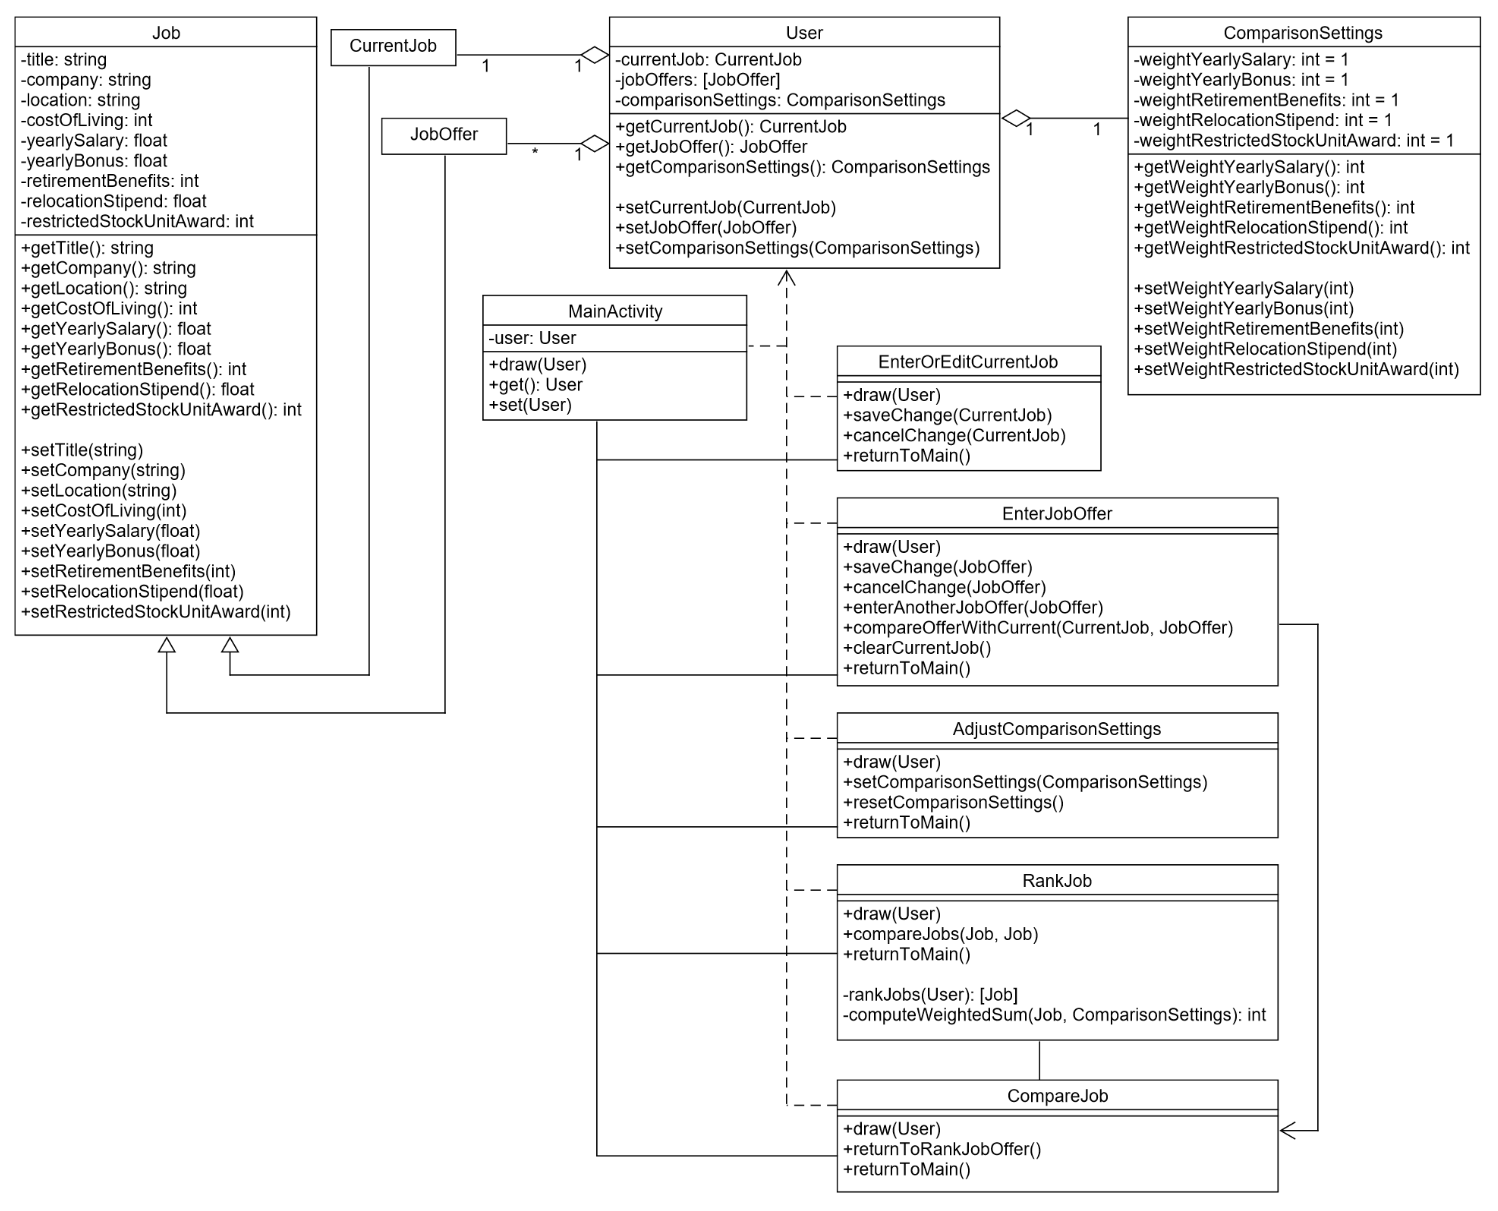 Job
-title: string
-company: string
-location: string
-costOfLiving: int
-yearlySalary: float
-yearlyBonus: float
-retirementBenefits: int
-relocationStipend: float
-restrictedStockUnitAward: int
+getTitle(): string
+getCompany(): string
+getLocation(): string
+getCostOfLiving(): int
+getYearlySalary(): float
+getYearlyBonus(): float
+getRetirementBenefits(): int
+getRelocationStipend(): float
+getRestrictedStockUnitAward(): int
+setTitle(string)
+setCompany(string)
+setLocation(string)
+setCostOfLiving(int)
+setYearlySalary(float)
+setYearlyBonus(float)
+setRetirementBenefits(int)
+setRelocationStipend(float)
+setRestrictedStockUnitAward(int)
CurrentJob
1
1
JobOffer
*
1
User
-currentJob: CurrentJob
-jobOffers: [JobOffer]
-comparisonSettings: ComparisonSettings
+getCurrentJob(): CurrentJob
+getJobOffer(): JobOffer
+getComparisonSettings(): ComparisonSettings
+setCurrentJob(CurrentJob)
+setJobOffer(JobOffer)
+setComparisonSettings(ComparisonSettings)
1
1
ComparisonSettings
-weightYearlySalary: int = 1
-weightYearlyBonus: int = 1
-weightRetirementBenefits: int = 1
-weightRelocationStipend: int = 1
-weightRestrictedStockUnitAward: int = 1
+getWeightYearlySalary(): int
+getWeightYearlyBonus(): int
+getWeightRetirementBenefits(): int
+getWeightRelocationStipend(): int
+getWeightRestrictedStockUnitAward(): int
+setWeightYearlySalary(int)
+setWeightYearlyBonus(int)
+setWeightRetirementBenefits(int)
+setWeightRelocationStipend(int)
+setWeightRestrictedStockUnitAward(int)
MainActivity
-user: User
+draw(User)
+get(): User
+set(User)
EnterOrEditCurrentJob
+draw(User)
+saveChange(CurrentJob)
+cancelChange(CurrentJob)
+returnToMain()
EnterJobOffer
+draw(User)
+saveChange(JobOffer)
+cancelChange(JobOffer)
+enterAnotherJobOffer(JobOffer)
+compareOfferWithCurrent(CurrentJob, JobOffer)
+clearCurrentJob()
+returnToMain()
AdjustComparisonSettings
+draw(User)
+setComparisonSettings(ComparisonSettings)
+resetComparisonSettings()
+returnToMain()
RankJob
+draw(User)
+compareJobs(Job, Job)
+returnToMain()
-rankJobs(User): [Job]
-computeWeightedSum(Job, ComparisonSettings): int
CompareJob
+draw(User)
+returnToRankJobOffer()
+returnToMain()